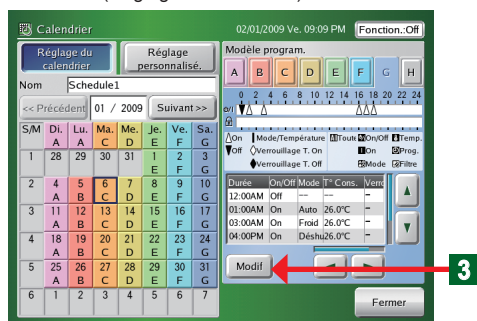 Calendrier
02/01/2009 Ve. 09:09 PM Fonction.:Off
Réglage du calendrier
Réglage personnalisé.
Nom Schedule1
<< Précédent 01 / 2009 Suivant >>
S/M Di. Lu. Ma. Me. Je. Ve. Sa.
A B C D E F G
1 28 29 30 31 1 2 3
E F G
2 4 5 6 7 8 9 10
A B C D E F G
3 11 12 13 14 15 16 17
A B C D E F G
4 18 19 20 21 22 23 24
A B C D E F G
5 25 26 27 28 29 30 31
A B C D E F G
6 1 2 3 4 5 6 7
Modèle program.
A B C D E F G H
0 2 4 6 8 10 12 14 16 18 20 22 24
On Mode/Température Toute On/Off Temp.
Off Verrouillage T. On On Prog.
Verrouillage T. Off Mode Filtre
Durée On/Off Mode T° Cons. Verro
12:00AM Off -- -- -
01:00AM On Auto 26.0°C -
03:00AM On Froid 26.0°C -
04:00PM On Déshu 26.0°C -
Modif
3
Fermer